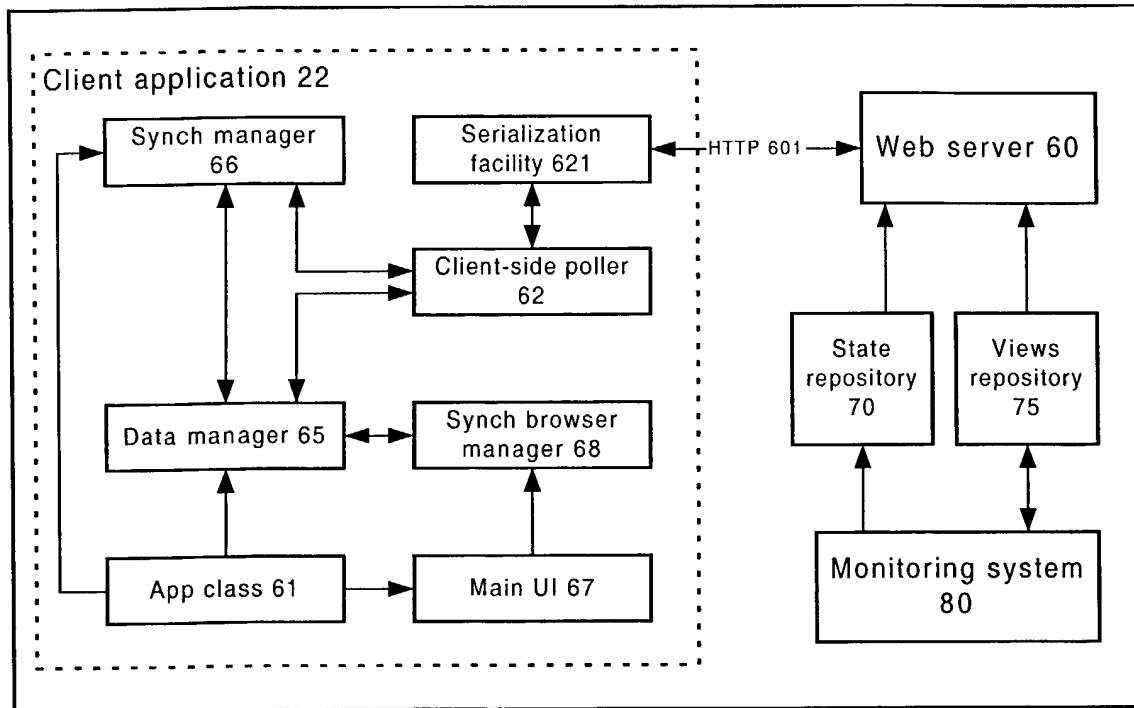 Client application 22
Synch manager
66
Serialization
facility 621
HTTP 601
Web server 60
Client-side poller
62
State
repository
70
Views
repository
75
Data manager 65
Synch browser
manager 68
App class 61
Main UI 67
Monitoring system
80